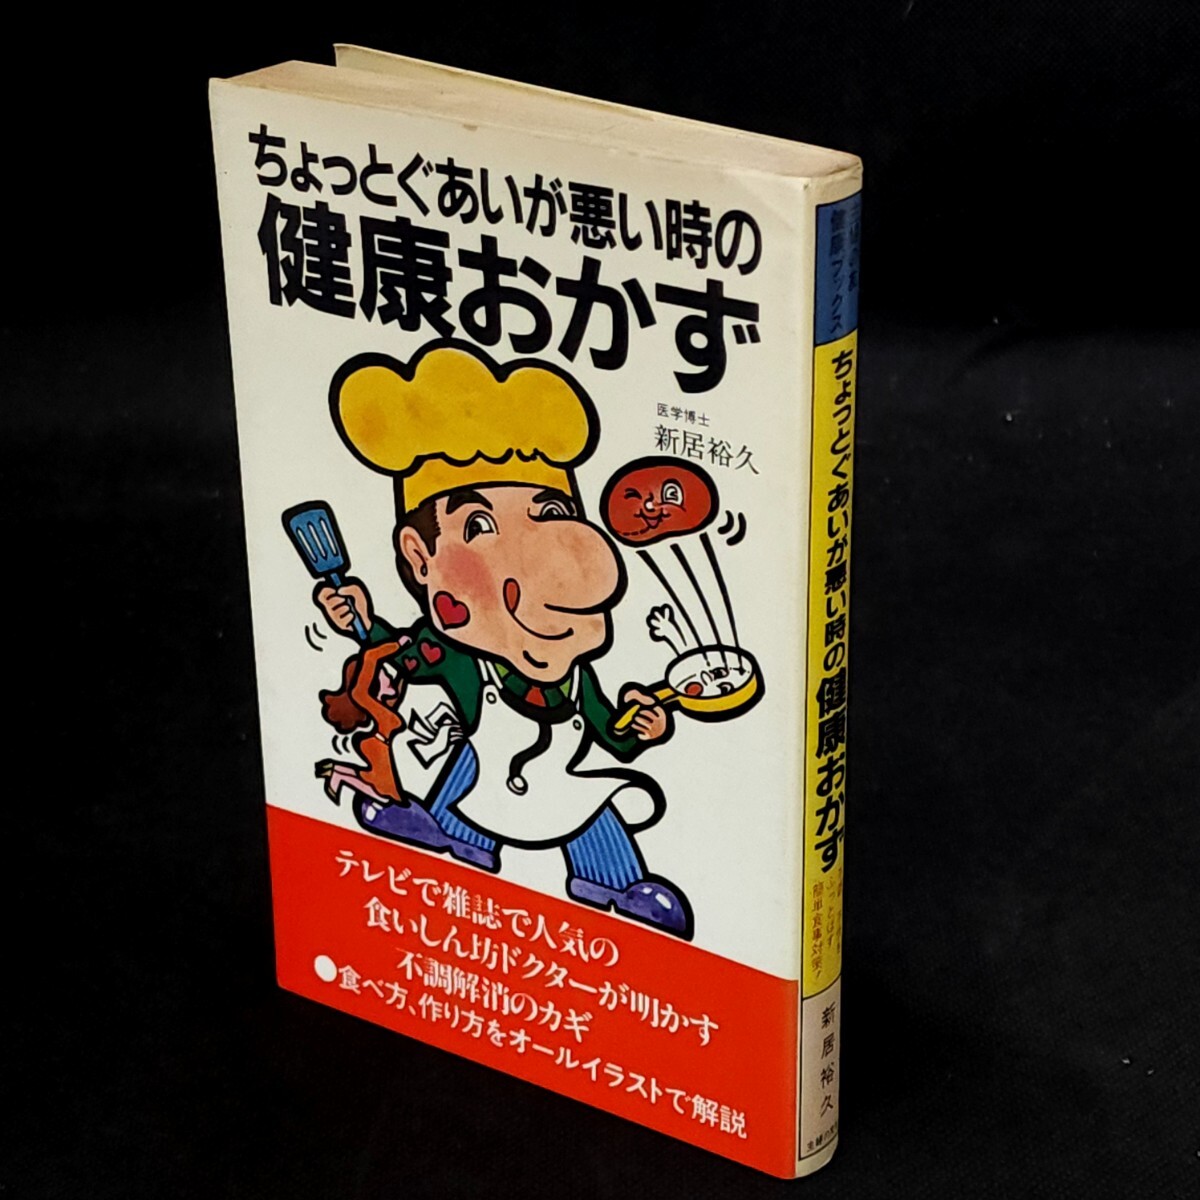 ちょっとぐあいが悪い時の
健康おかず
医学博士
新居裕久
テレビで雑誌で人気の
食いしん坊ドクターが明かす
不調解消のカギ
●食べ方、作り方をオールイラストで解説
健康ブックス
ちょっとぐあいが悪い時の健康おかず
簡単食事対策!
新居裕久
主婦の友